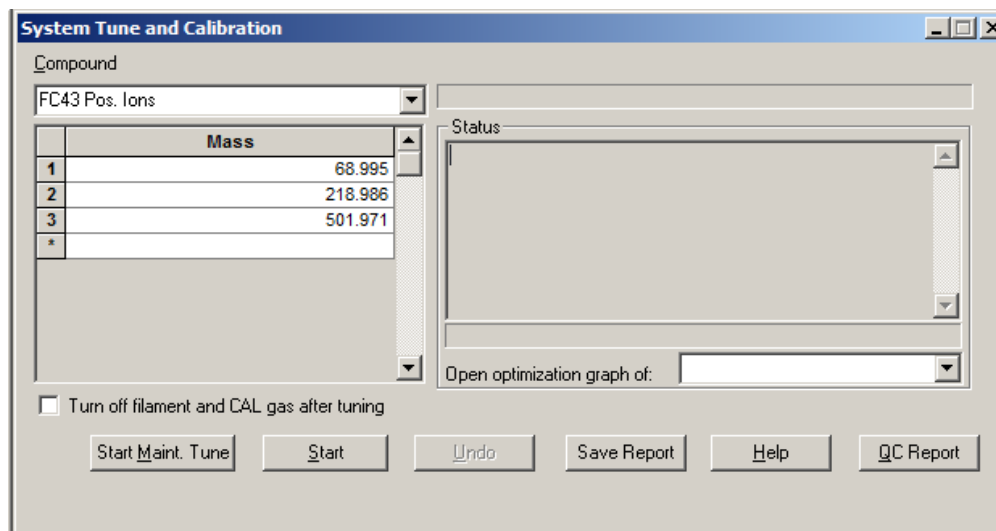 System Tune and Calibration
Compound
FC43 Pos. Ions
Mass
1 68.995
2 218.986
3 501.971
*
Status
Open optimization graph of:
Turn off filament and CAL gas after tuning
Start Maint. Tune Start Undo Save Report Help QC Report